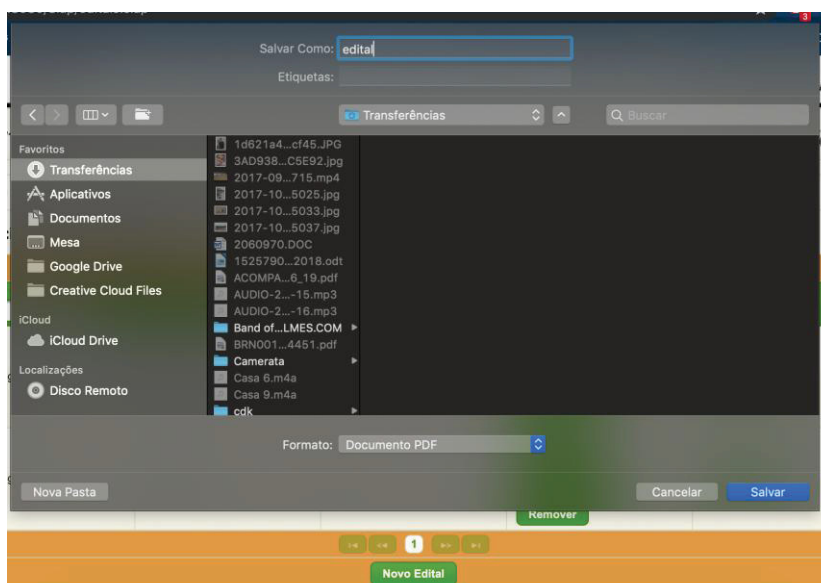 3
Salvar Como: edital
Etiquetas:
Transferências
Buscar
Favoritos
Transferências
Aplicativos
Documentos
Mesa
Google Drive
Creative Cloud Files
iCloud
iCloud Drive
Localizações
Disco Remoto
1d621a4...cf45.JPG
3AD938...C5E92.jpg
2017-09...715.mp4
2017-10...5025.jpg
2017-10...5033.jpg
2017-10...5037.jpg
2060970.DOC
1525790...2018.odt
ACOMPA...6_19.pdf
AUDIO-2...-15.mp3
AUDIO-2...-16.mp3
Band of...LMES.COM
BRN001...4451.pdf
Camerata
Casa 6.m4a
Casa 9.m4a
cdk
Formato: Documento PDF
Nova Pasta
Cancelar
Salvar
Remover
1
Novo Edital